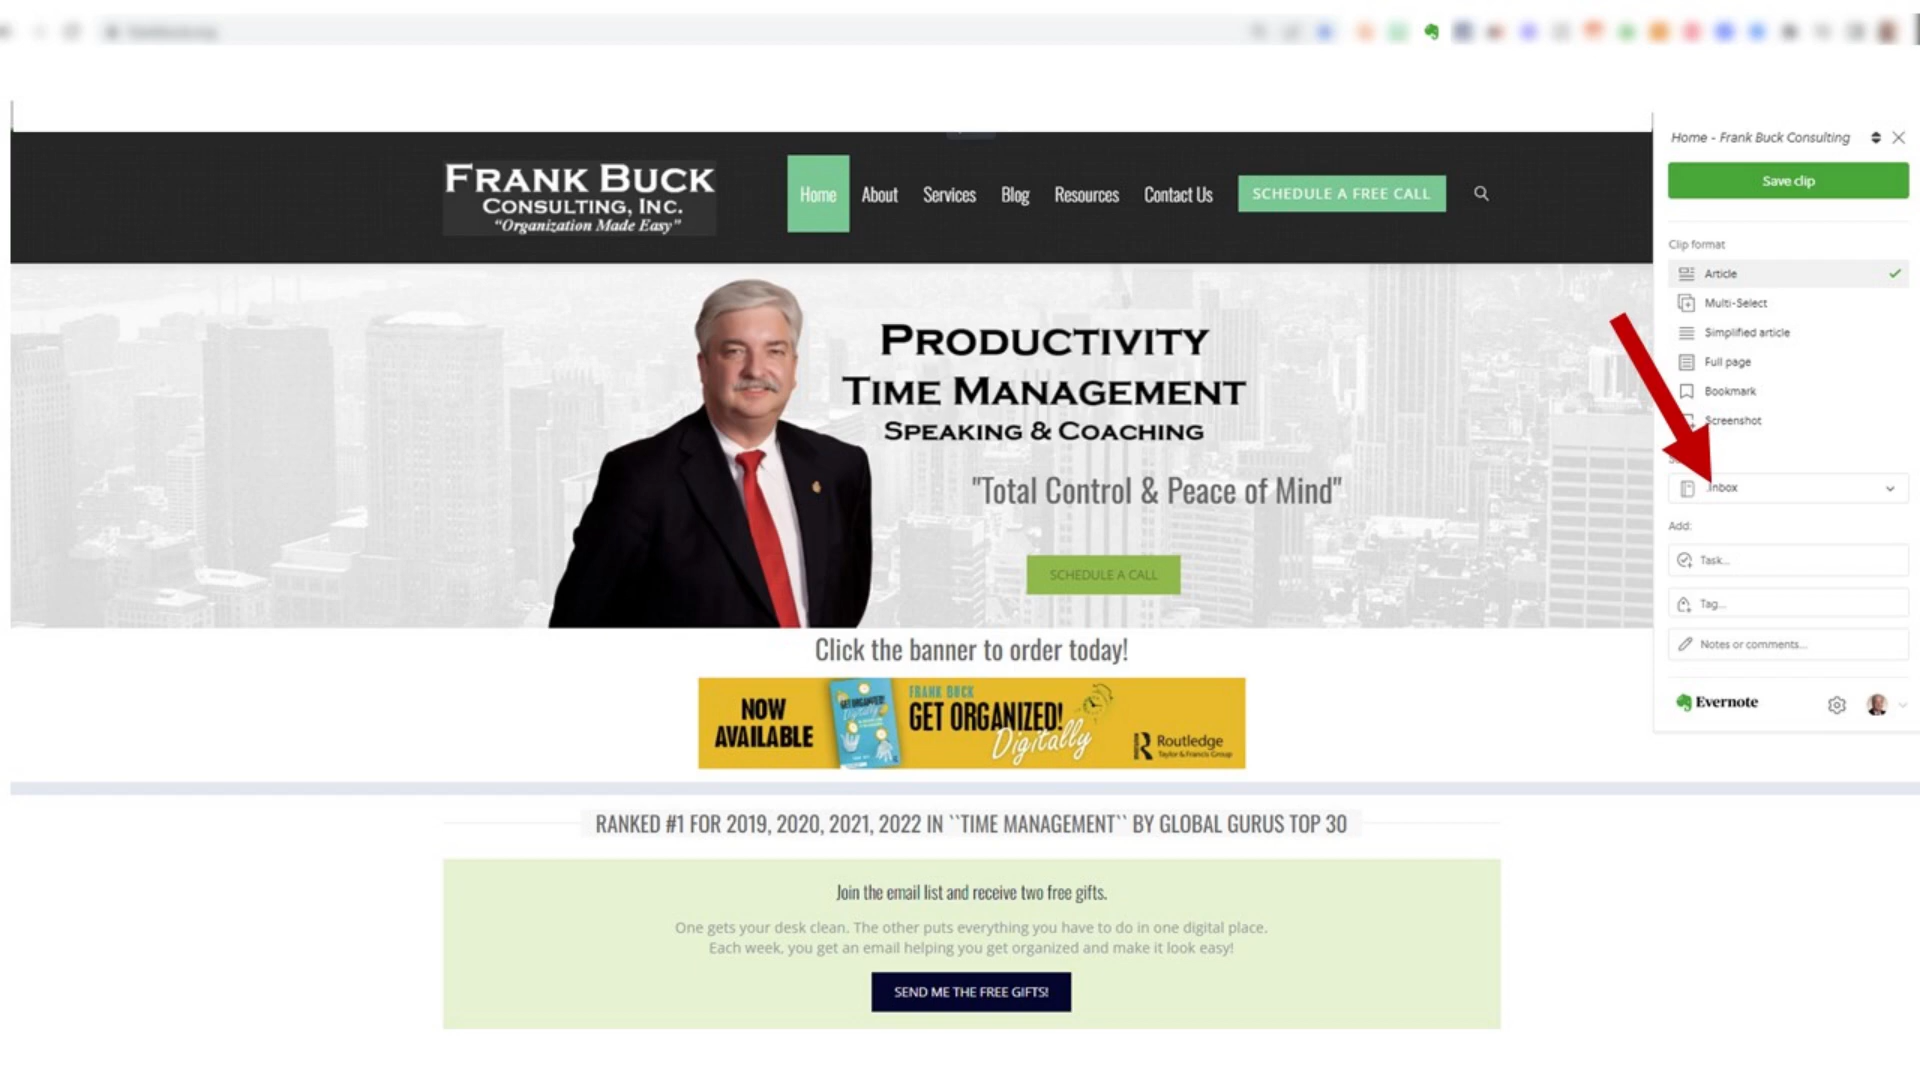 FRANK BUCK
CONSULTING, INC.
"Organization Made Easy"
Home
About
Services
Blog
Resources
Contact Us
SCHEDULE A FREE CALL
PRODUCTIVITY
TIME MANAGEMENT
SPEAKING & COACHING
"Total Control & Peace of Mind"
SCHEDULE A CALL
Click the banner to order today!
NOW
AVAILABLE
FRANK BUCK
GET ORGANIZED!
Digitally
Routledge
Taylor & Francis Group
RANKED #1 FOR 2019, 2020, 2021, 2022 IN ``TIME MANAGEMENT`` BY GLOBAL GURUS TOP 30
Join the email list and receive two free gifts.
One gets your desk clean. The other puts everything you have to do in one digital place.
Each week, you get an email helping you get organized and make it look easy!
SEND ME THE FREE GIFTS!
Home - Frank Buck Consulting
Save clip
Clip format
Article
Multi-Select
Simplified article
Full page
Bookmark
Screenshot
.Inbox
Add:
Task...
Tag...
Notes or comments...
Evernote